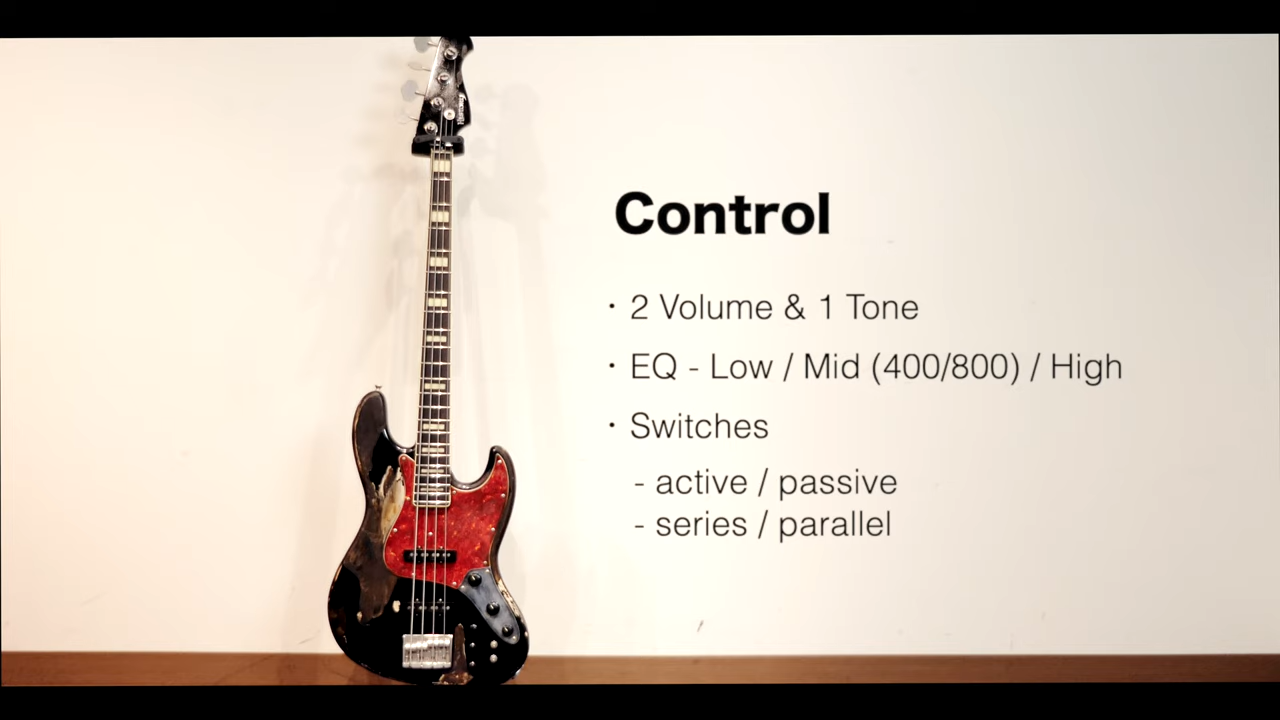 Control
・2 Volume & 1 Tone
・EQ - Low / Mid (400/800) / High
・Switches
- active / passive
- series / parallel